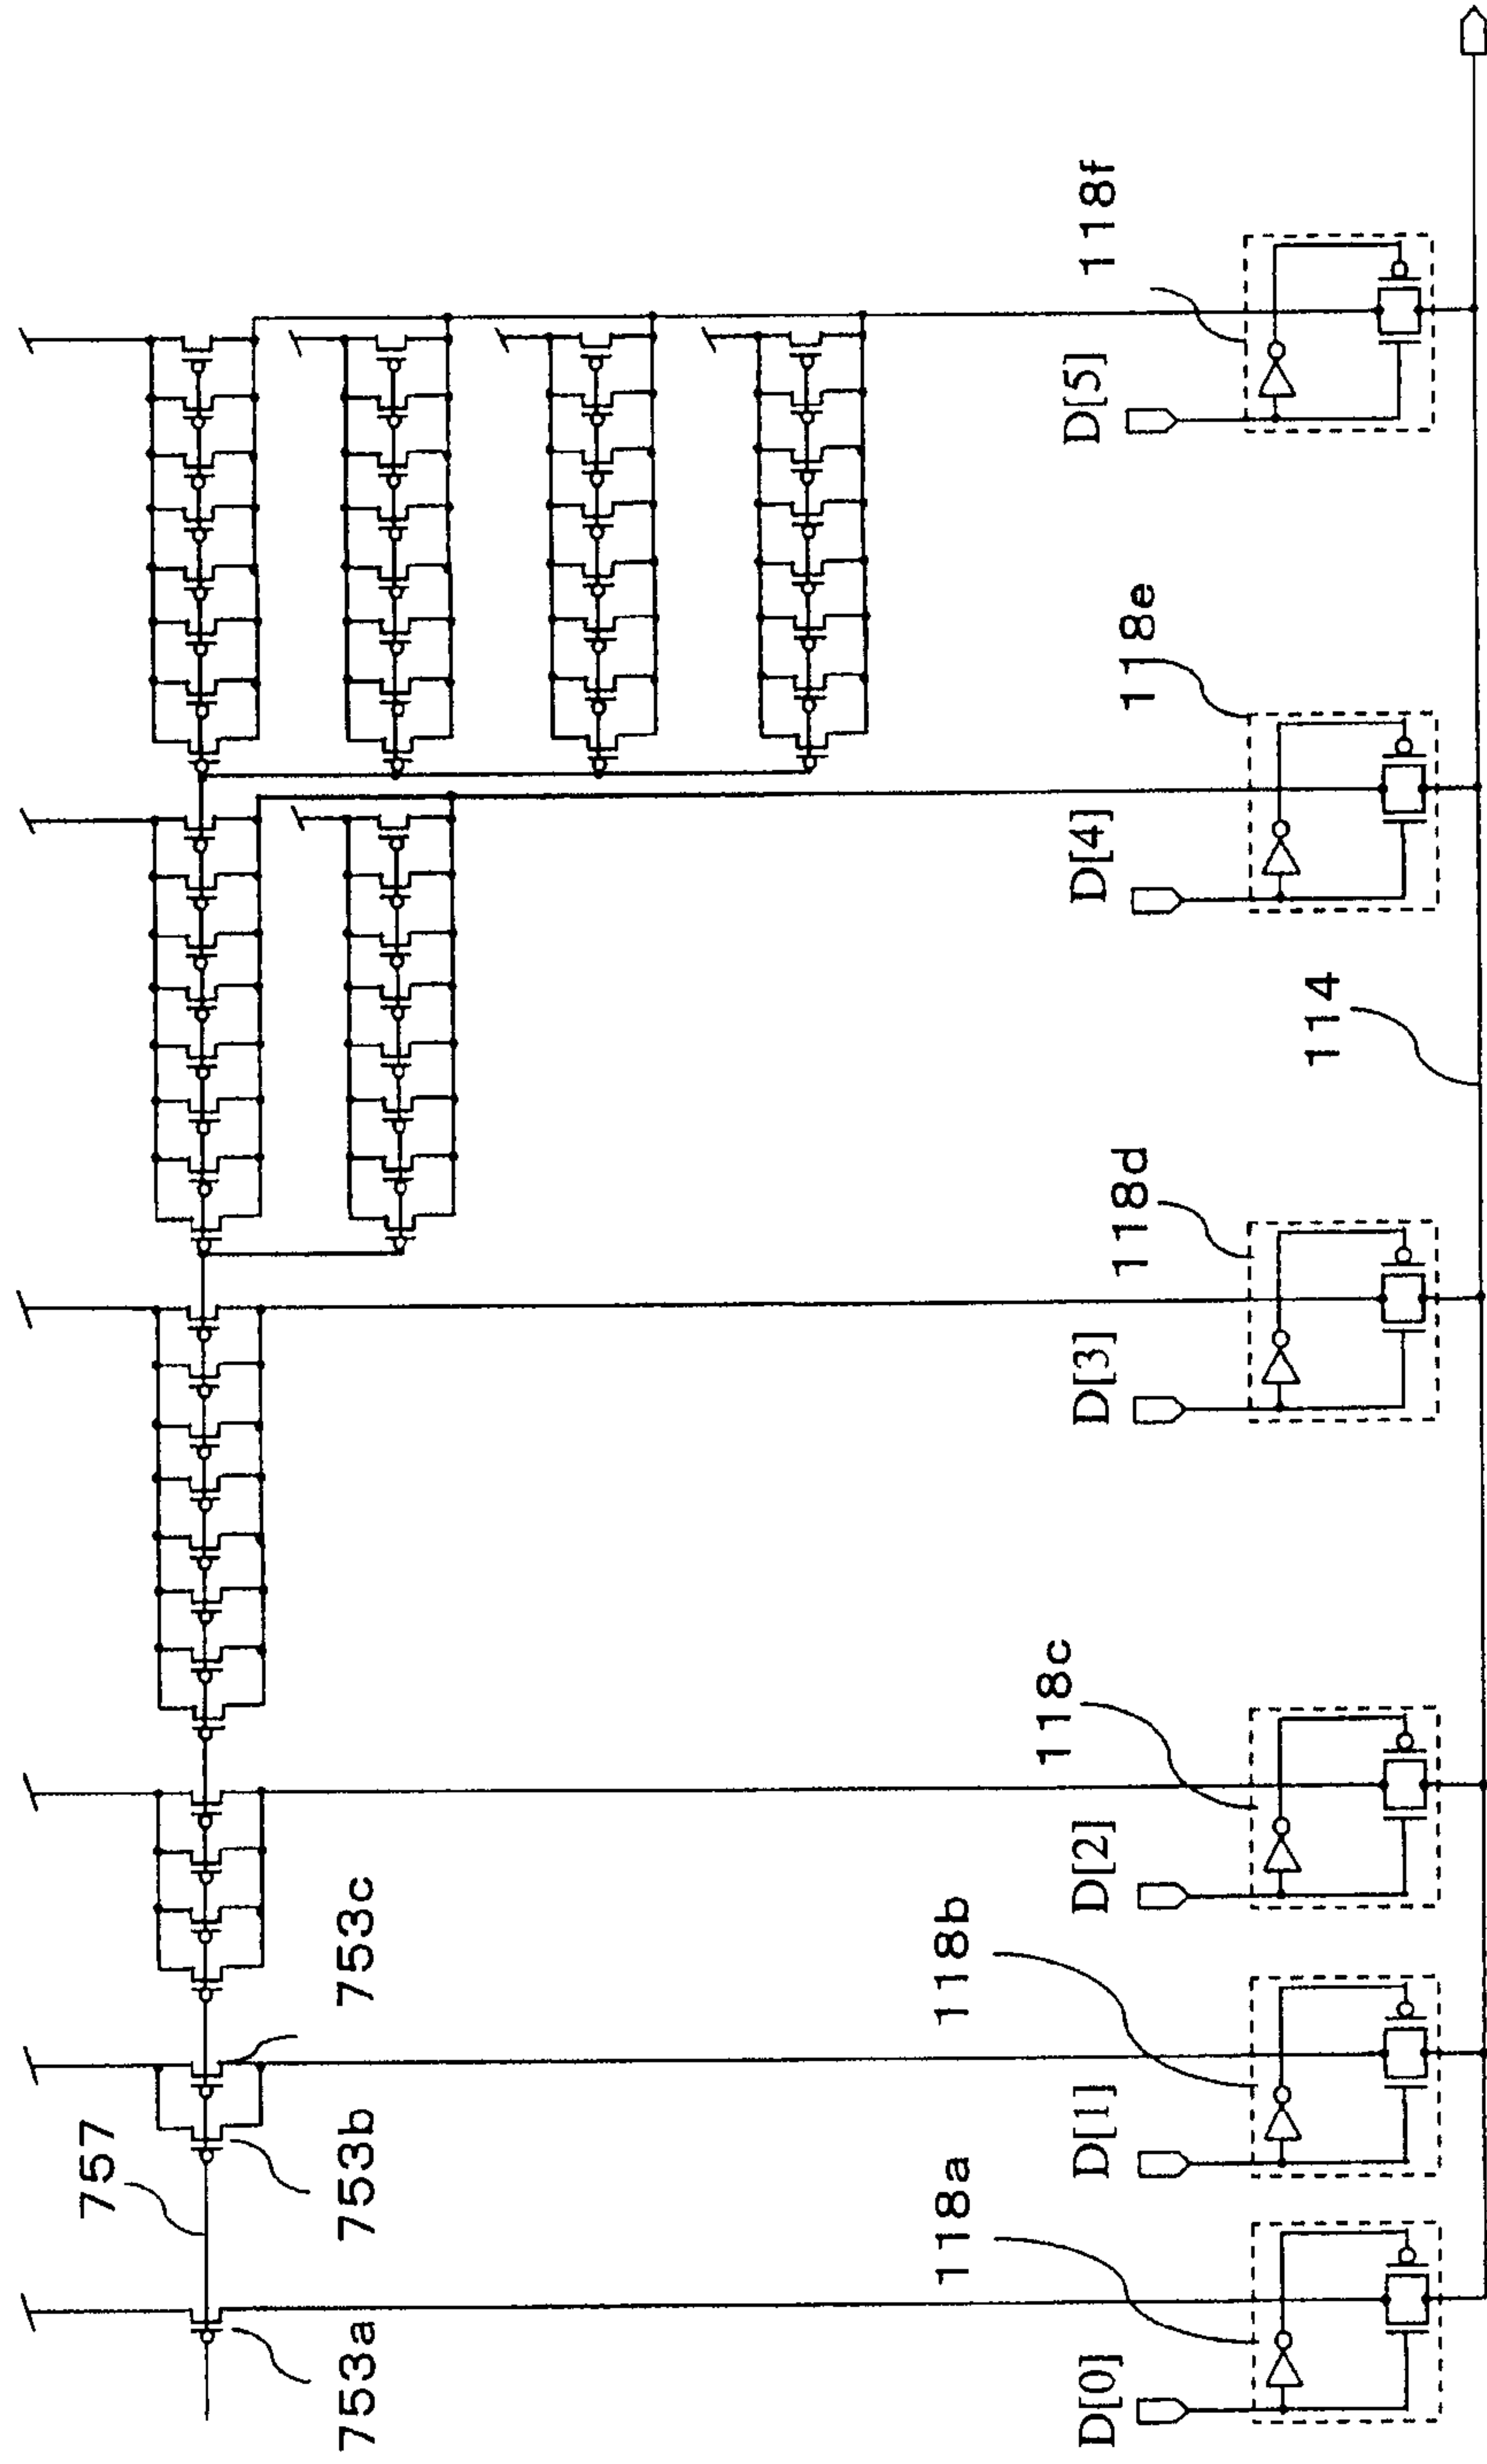 757
753a
753b
753c
118a
118b
118c
118d
118e
118f
D[0]
D[1]
D[2]
D[3]
D[4]
D[5]
114